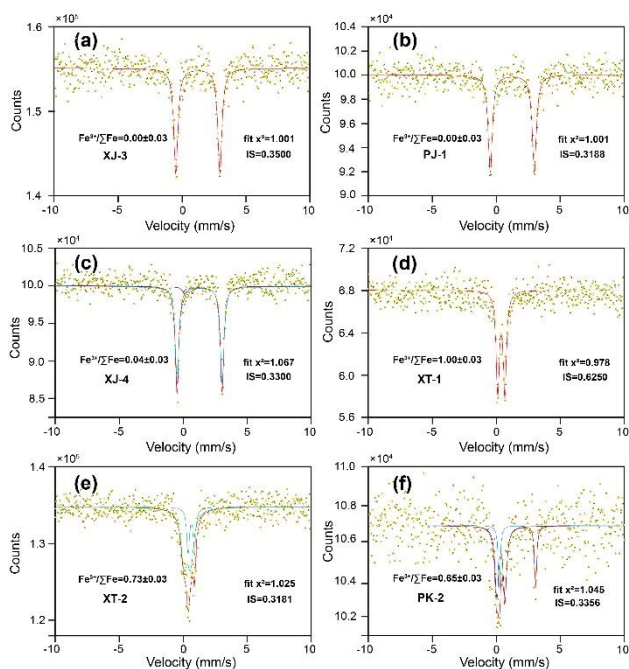 ×10⁶
1.6
1.5
1.4
Counts
(a)
Fe³⁺/∑Fe=0.00±0.03
XJ-3
fit x²=1.001
IS=0.3500
-10 -5 0 5 10
Velocity (mm/s)
×10⁴
10.4
10.2
10.0
9.8
9.6
9.4
9.2
9.0
Counts
(b)
Fe³⁺/∑Fe=0.00±0.03
PJ-1
fit x²=1.001
IS=0.3188
-10 -5 0 5 10
Velocity (mm/s)
×10⁴
10.5
10.0
9.5
9.0
8.5
Counts
(c)
Fe³⁺/∑Fe=0.04±0.03
XJ-4
fit x²=1.067
IS=0.3300
-10 -5 0 5 10
Velocity (mm/s)
×10⁴
7.2
6.8
6.4
6.0
5.6
Counts
(d)
Fe³⁺/∑Fe=1.00±0.03
XT-1
fit x²=0.978
IS=0.6250
-10 -5 0 5 10
Velocity (mm/s)
×10⁶
1.4
1.3
1.2
Counts
(e)
Fe³⁺/∑Fe=0.73±0.03
XT-2
fit x²=1.025
IS=0.3181
-10 -5 0 5 10
Velocity (mm/s)
×10⁴
11.0
10.8
10.6
10.4
10.2
Counts
(f)
Fe³⁺/∑Fe=0.65±0.03
PK-2
fit x²=1.045
IS=0.3356
-10 -5 0 5 10
Velocity (mm/s)